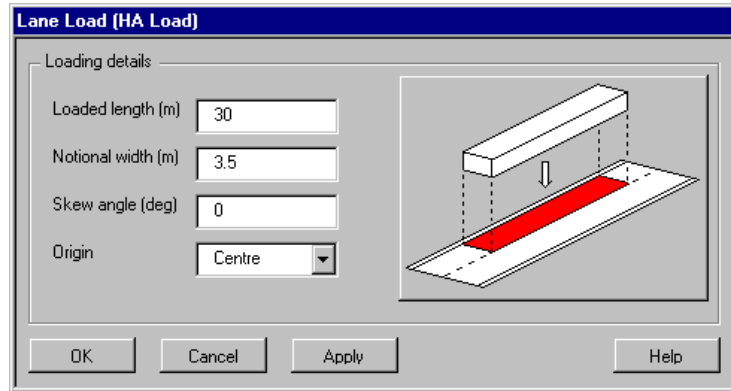 Lane Load (HA Load)
Loading details
Loaded length (m) 30
Notional width (m) 3.5
Skew angle (deg) 0
Origin Centre
OK Cancel Apply Help